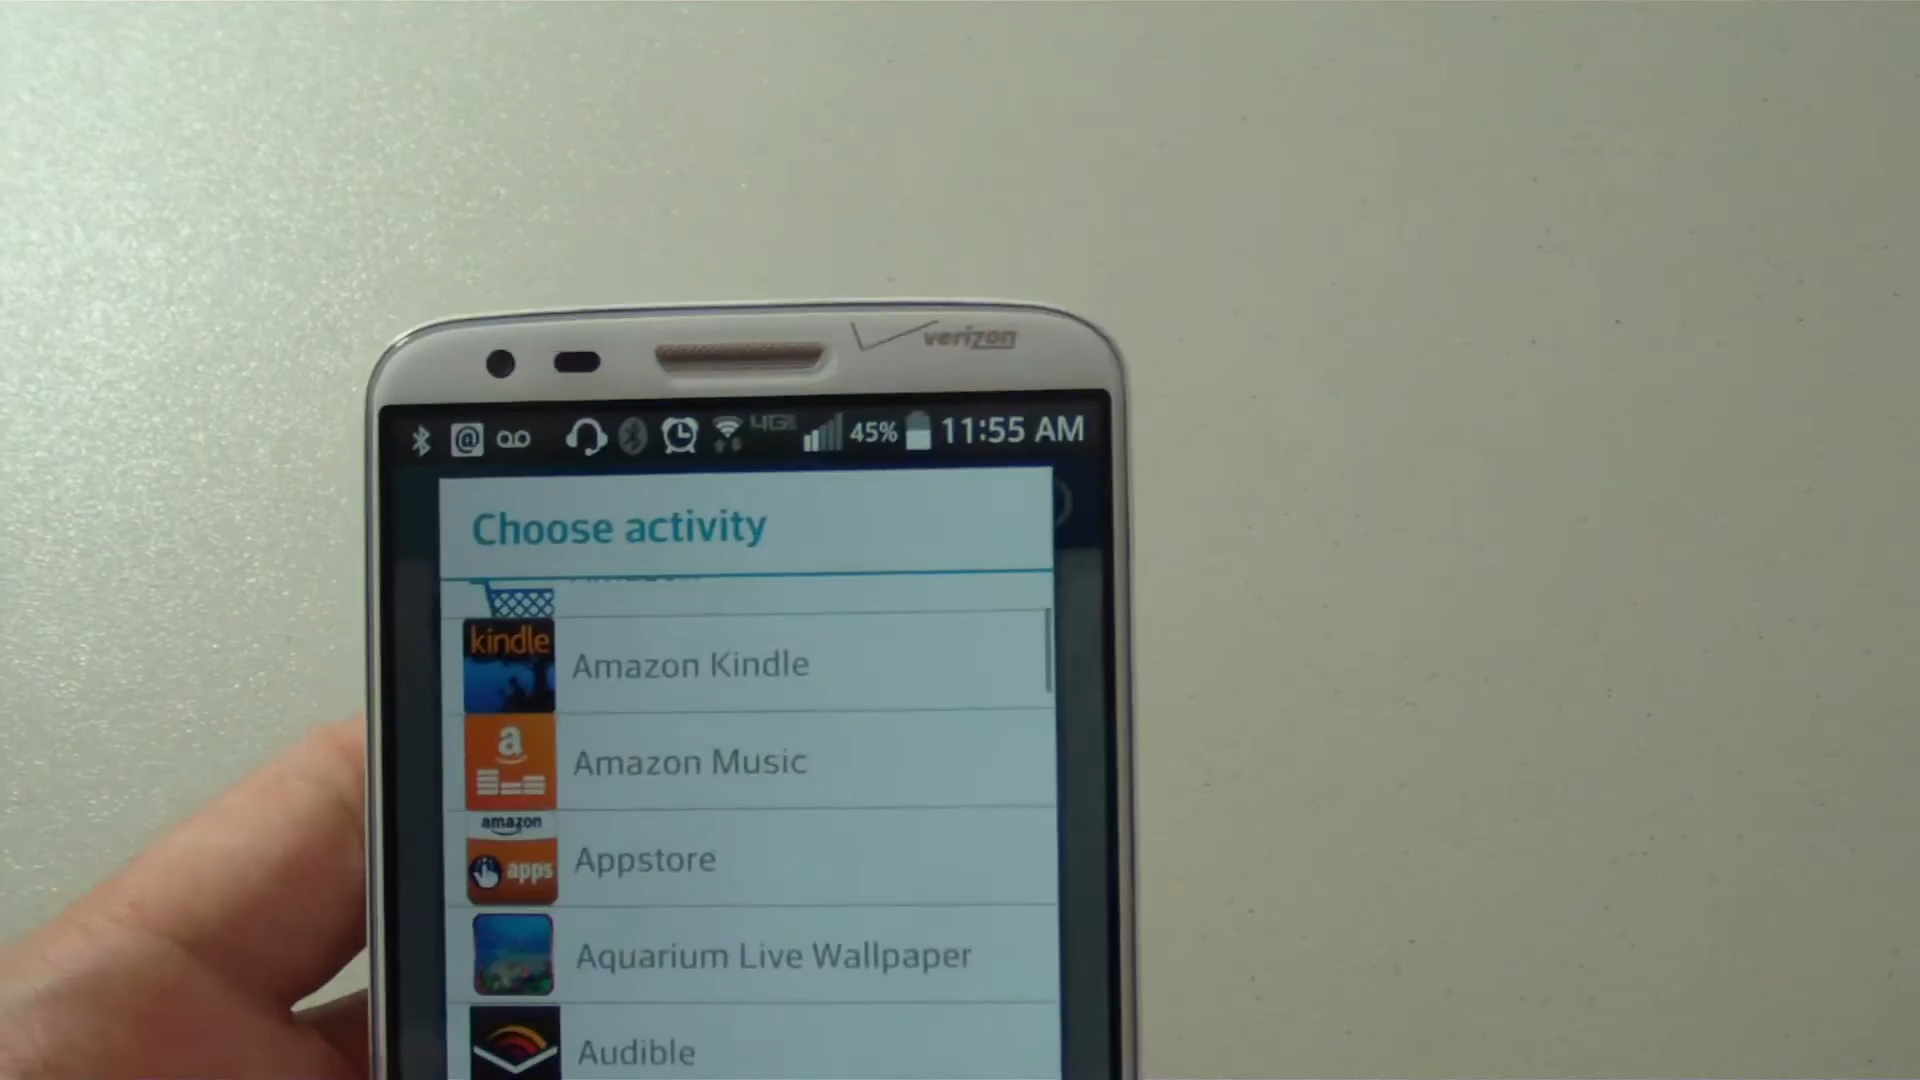 verizon
@ 4G 45% 11:55 AM
Choose activity
kindle
Amazon Kindle
a
Amazon Music
amazon
apps
Appstore
Aquarium Live Wallpaper
Audible